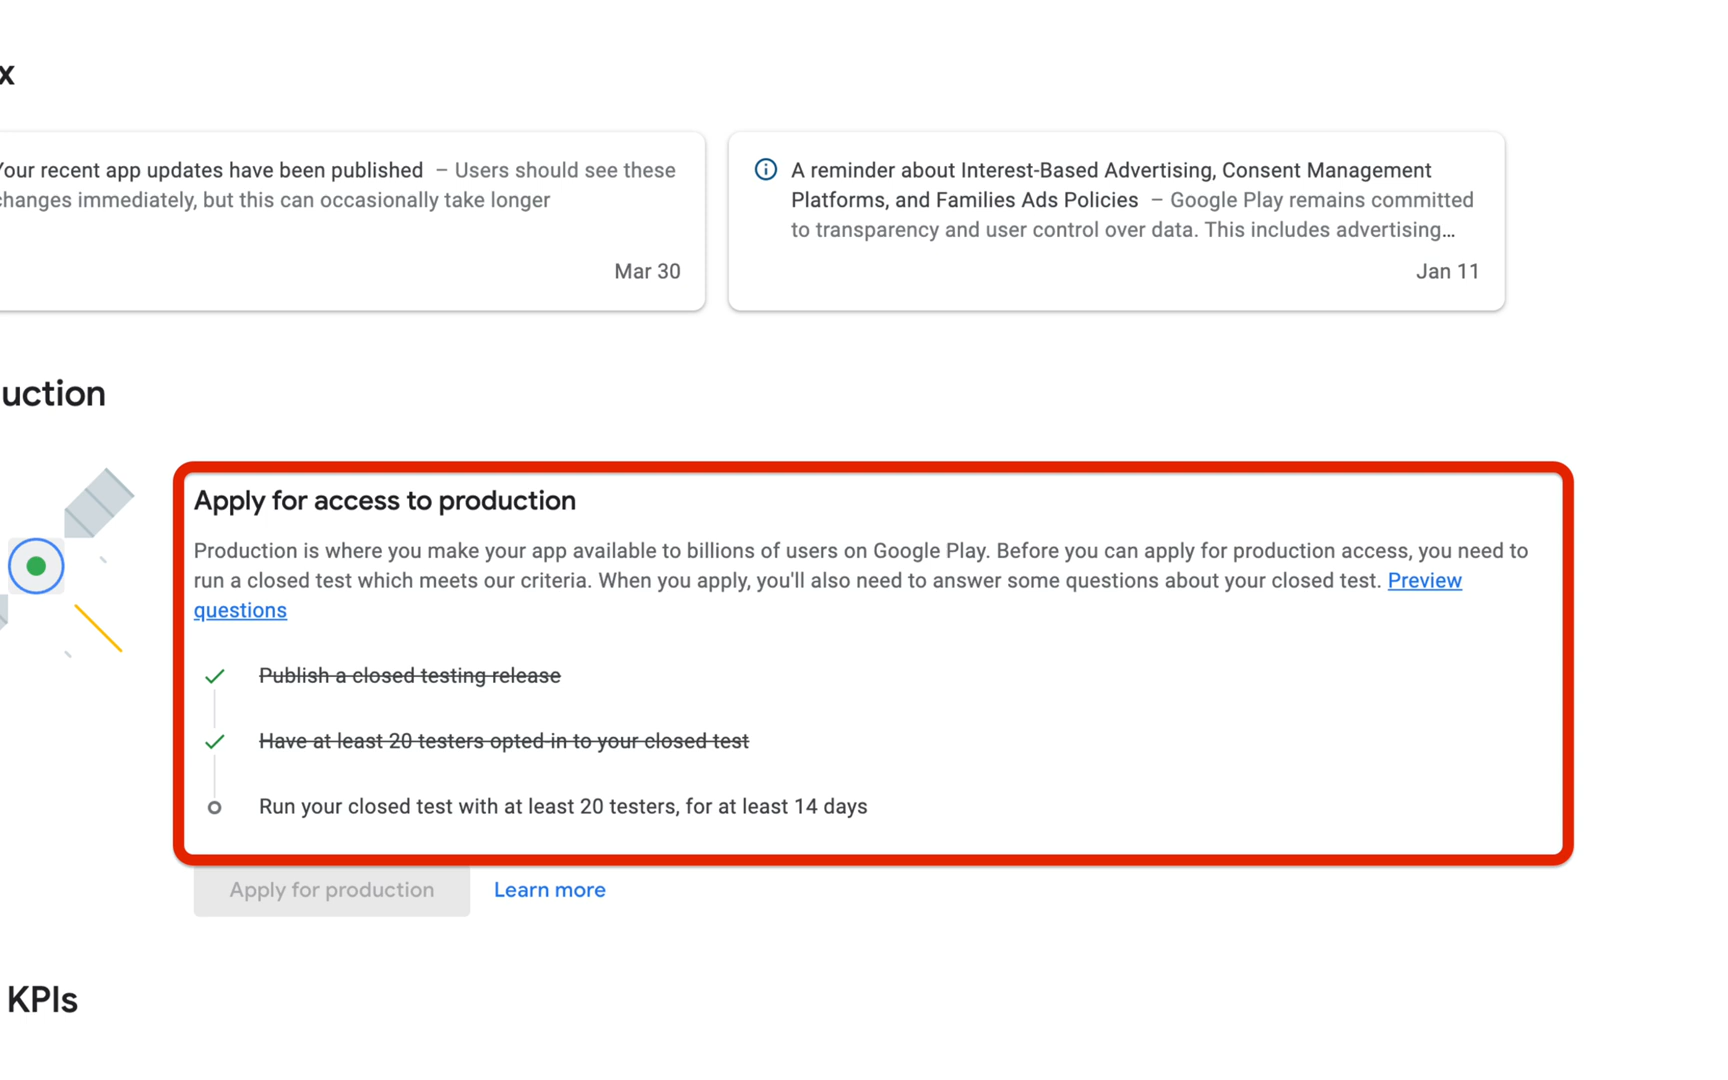 x
Your recent app updates have been published – Users should see these
changes immediately, but this can occasionally take longer
Mar 30
A reminder about Interest-Based Advertising, Consent Management
Platforms, and Families Ads Policies – Google Play remains committed
to transparency and user control over data. This includes advertising...
Jan 11
uction
Apply for access to production
Production is where you make your app available to billions of users on Google Play. Before you can apply for production access, you need to
run a closed test which meets our criteria. When you apply, you'll also need to answer some questions about your closed test. Preview
questions
Publish a closed testing release
Have at least 20 testers opted in to your closed test
Run your closed test with at least 20 testers, for at least 14 days
Apply for production
Learn more
KPIs